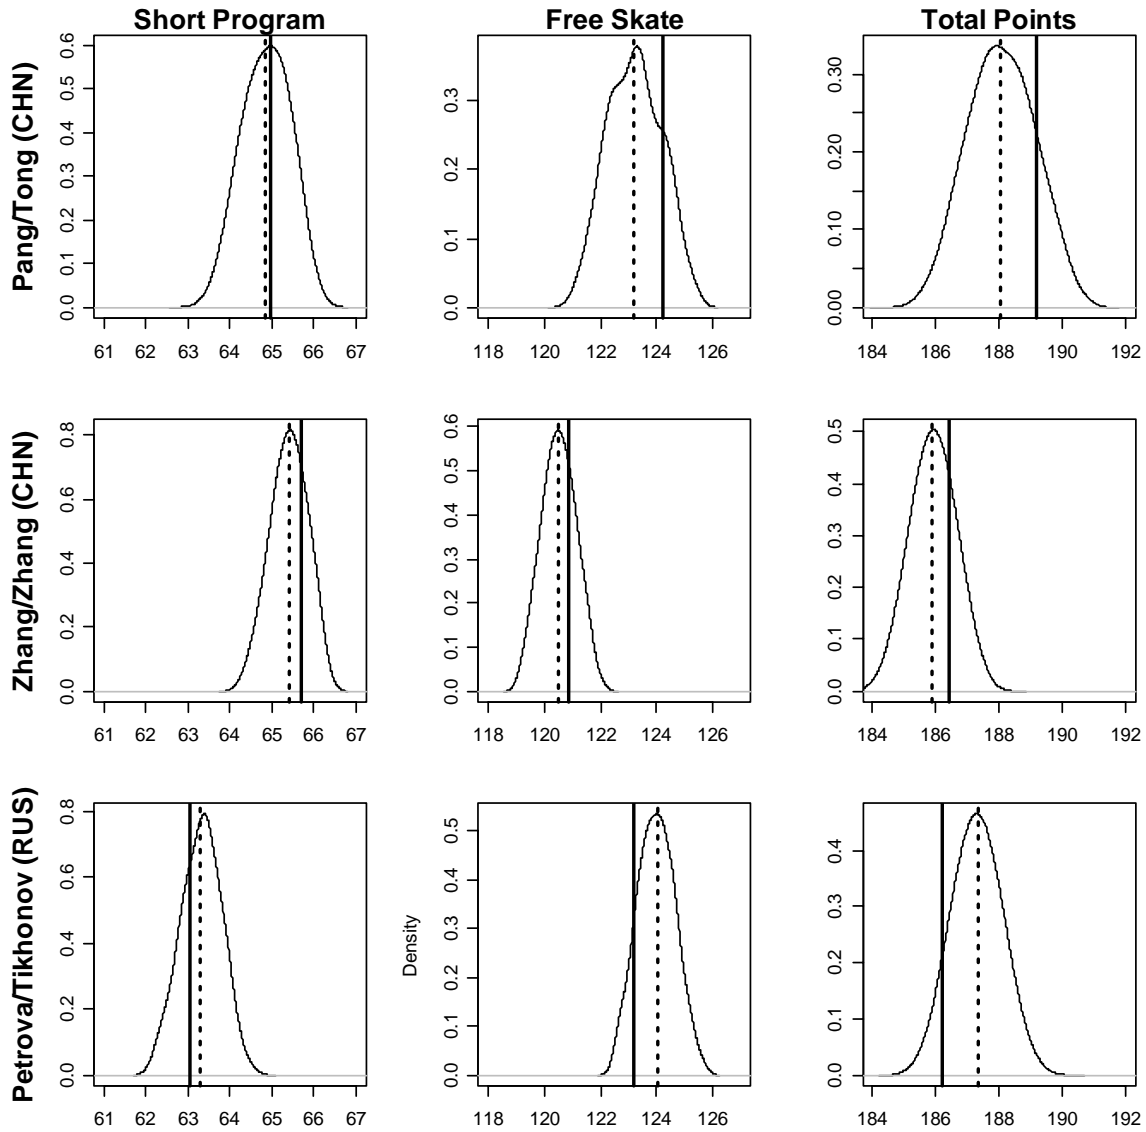 Short Program Free Skate Total Points
Pang/Tong (CHN)
0.0 0.1 0.2 0.3 0.4 0.5 0.6
61 62 63 64 65 66 67
0.0 0.1 0.2 0.3
118 120 122 124 126
0.00 0.10 0.20 0.30
184 186 188 190 192
Zhang/Zhang (CHN)
0.0 0.2 0.4 0.6 0.8
61 62 63 64 65 66 67
0.0 0.1 0.2 0.3 0.4 0.5 0.6
118 120 122 124 126
0.0 0.1 0.2 0.3 0.4 0.5
184 186 188 190 192
Petrova/Tikhonov (RUS)
0.0 0.2 0.4 0.6 0.8
61 62 63 64 65 66 67
Density
0.0 0.1 0.2 0.3 0.4 0.5
118 120 122 124 126
0.0 0.1 0.2 0.3 0.4
184 186 188 190 192